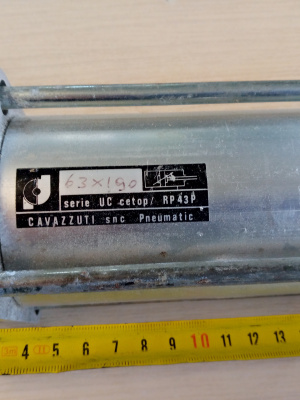 63x190
serie UC cetop/ RP43P
CAVAZZUTI snc Pneumatic
4 5 6 7 8 9 10 11 12 13